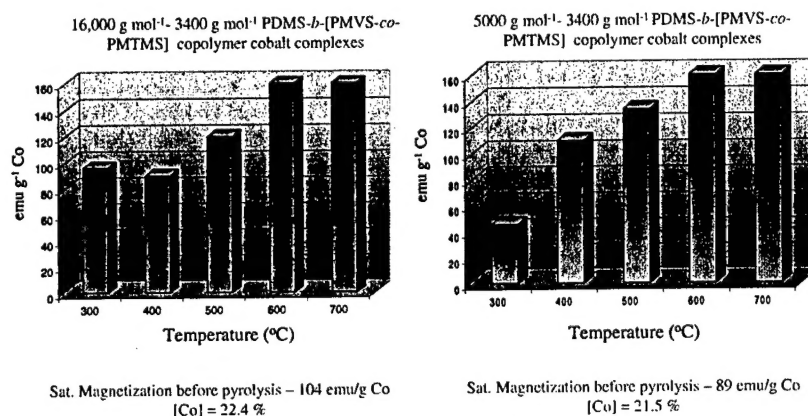 16,000 g mol⁻¹- 3400 g mol⁻¹ PDMS-b-[PMVS-co-
PMTMS] copolymer cobalt complexes
emu g⁻¹ Co
160
140
120
100
80
60
40
20
0
300 400 500 600 700
Temperature (ºC)
Sat. Magnetization before pyrolysis – 104 emu/g Co
[Co] = 22.4 %
5000 g mol⁻¹- 3400 g mol⁻¹ PDMS-b-[PMVS-co-
PMTMS] copolymer cobalt complexes
emu g⁻¹ Co
160
140
120
100
80
60
40
20
0
300 400 500 600 700
Temperature (ºC)
Sat. Magnetization before pyrolysis – 89 emu/g Co
[Co] = 21.5 %